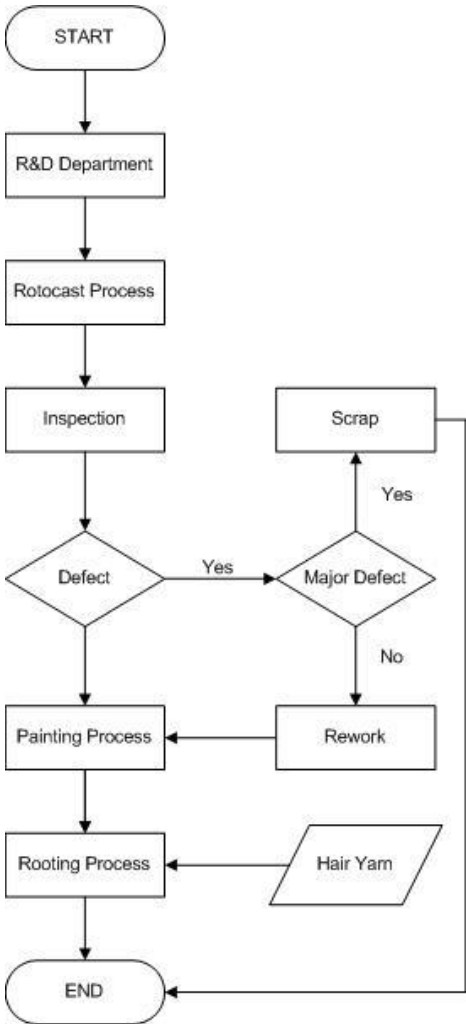 START
R&D Department
Rotocast Process
Inspection
Scrap
Yes
Defect
Yes
Major Defect
No
Painting Process
Rework
Rooting Process
Hair Yarn
END